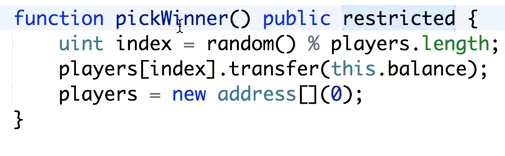 function pickWinner() public restricted {
    uint index = random() % players.length;
    players[index].transfer(this.balance);
    players = new address[](0);
}